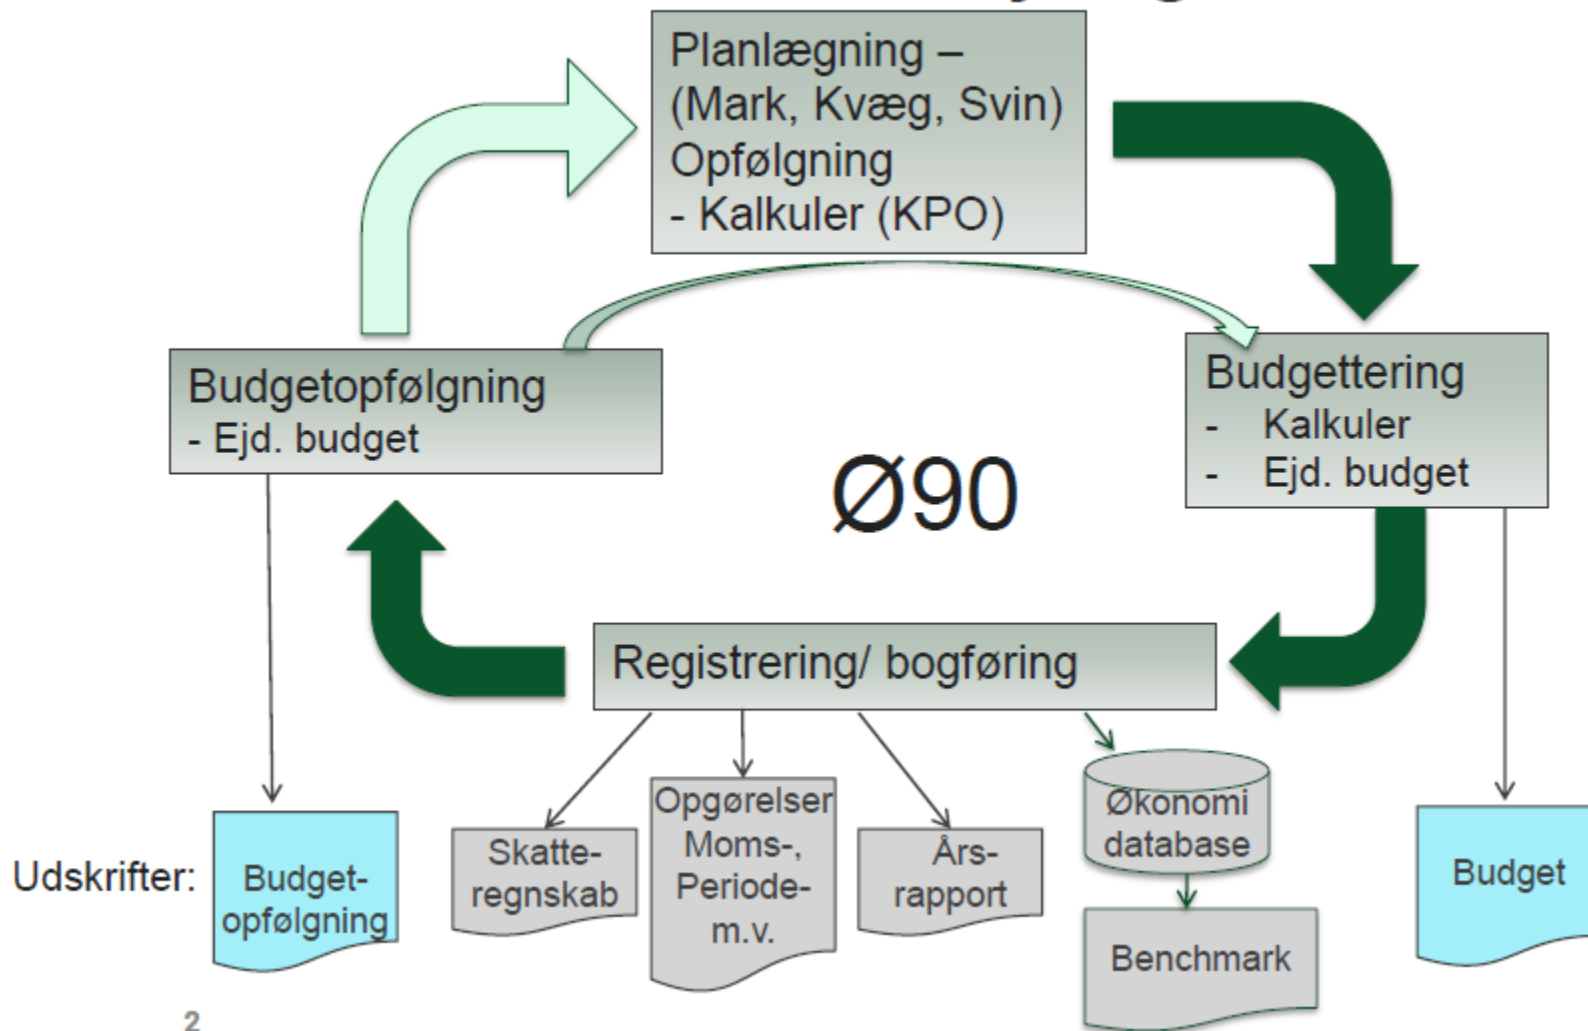 Planlægning –
(Mark, Kvæg, Svin)
Opfølgning
- Kalkuler (KPO)
Budgetopfølgning
- Ejd. budget
Budgettering
- Kalkuler
- Ejd. budget
Ø90
Registrering/ bogføring
Udskrifter:
Budget-
opfølgning
Skatte-
regnskab
Opgørelser
Moms-,
Periode-
m.v.
Års-
rapport
Økonomi
database
Benchmark
Budget
2